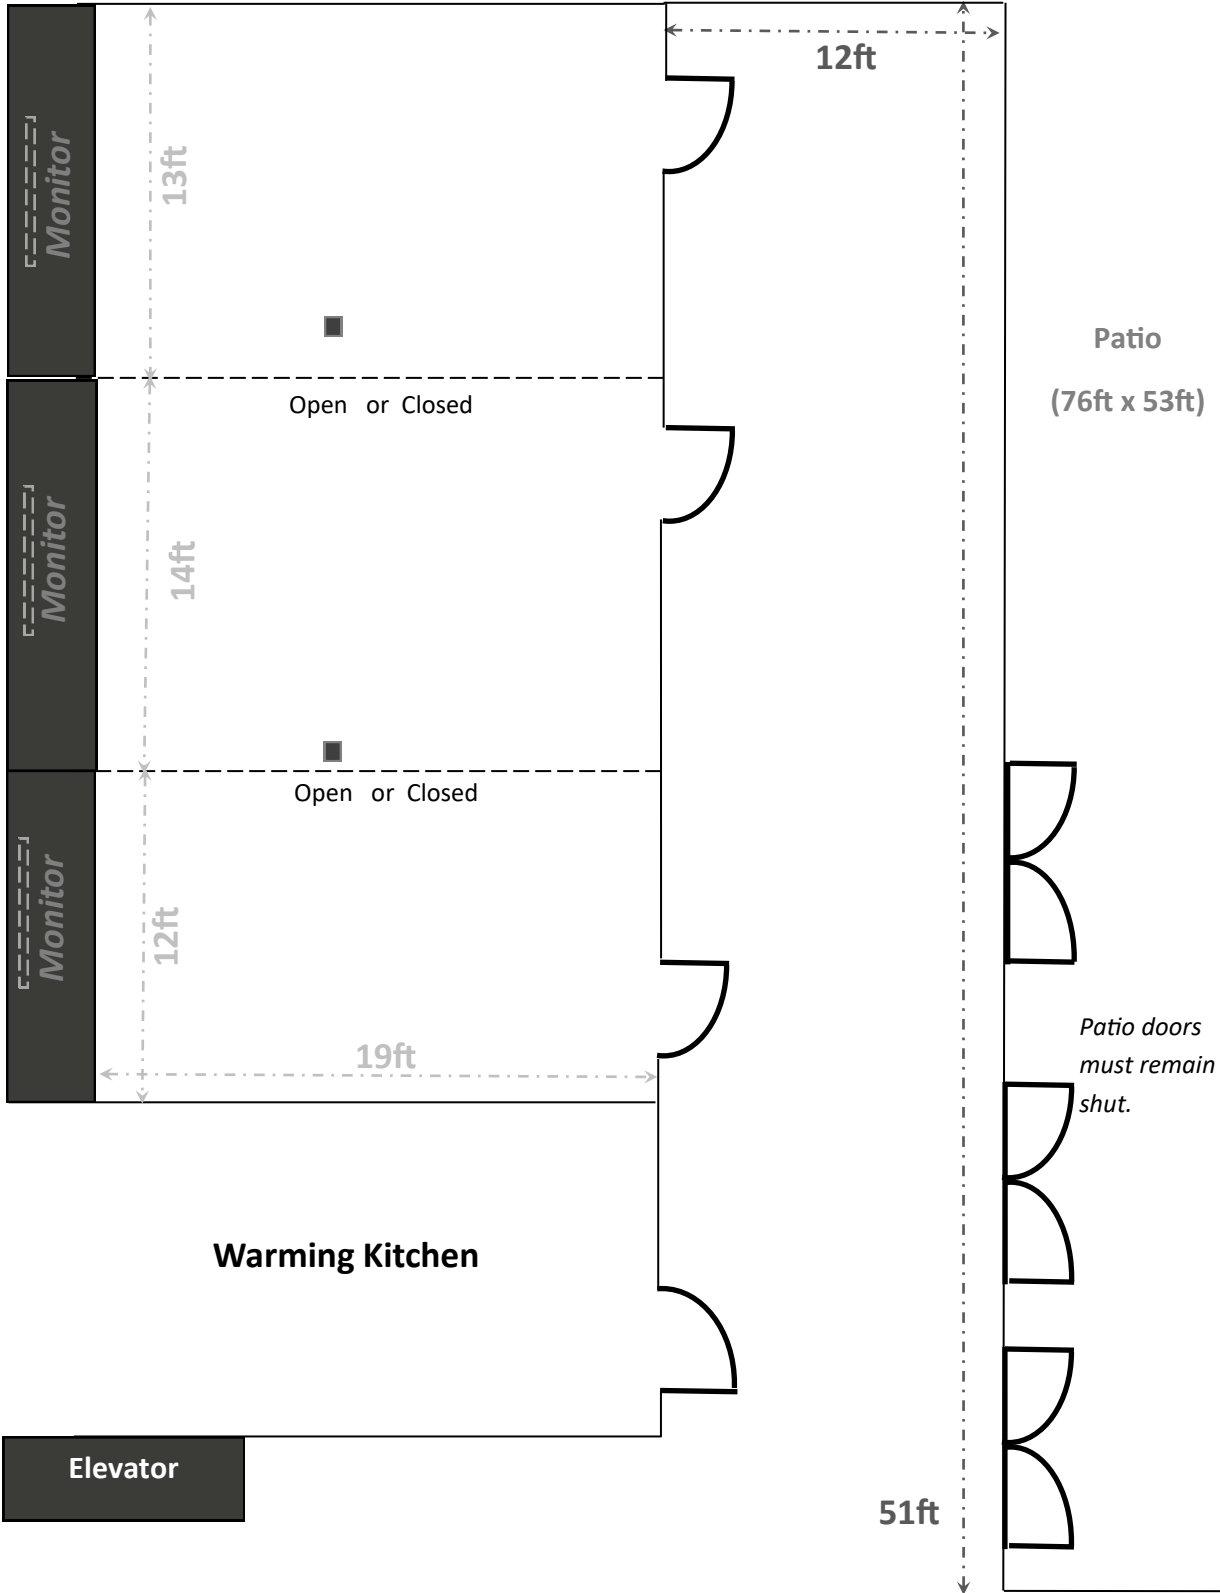 12ft
Monitor
13ft
Patio
(76ft x 53ft)
Open or Closed
Monitor
14ft
Open or Closed
Monitor
12ft
19ft
Patio doors
must remain
shut.
Warming Kitchen
Elevator
51ft